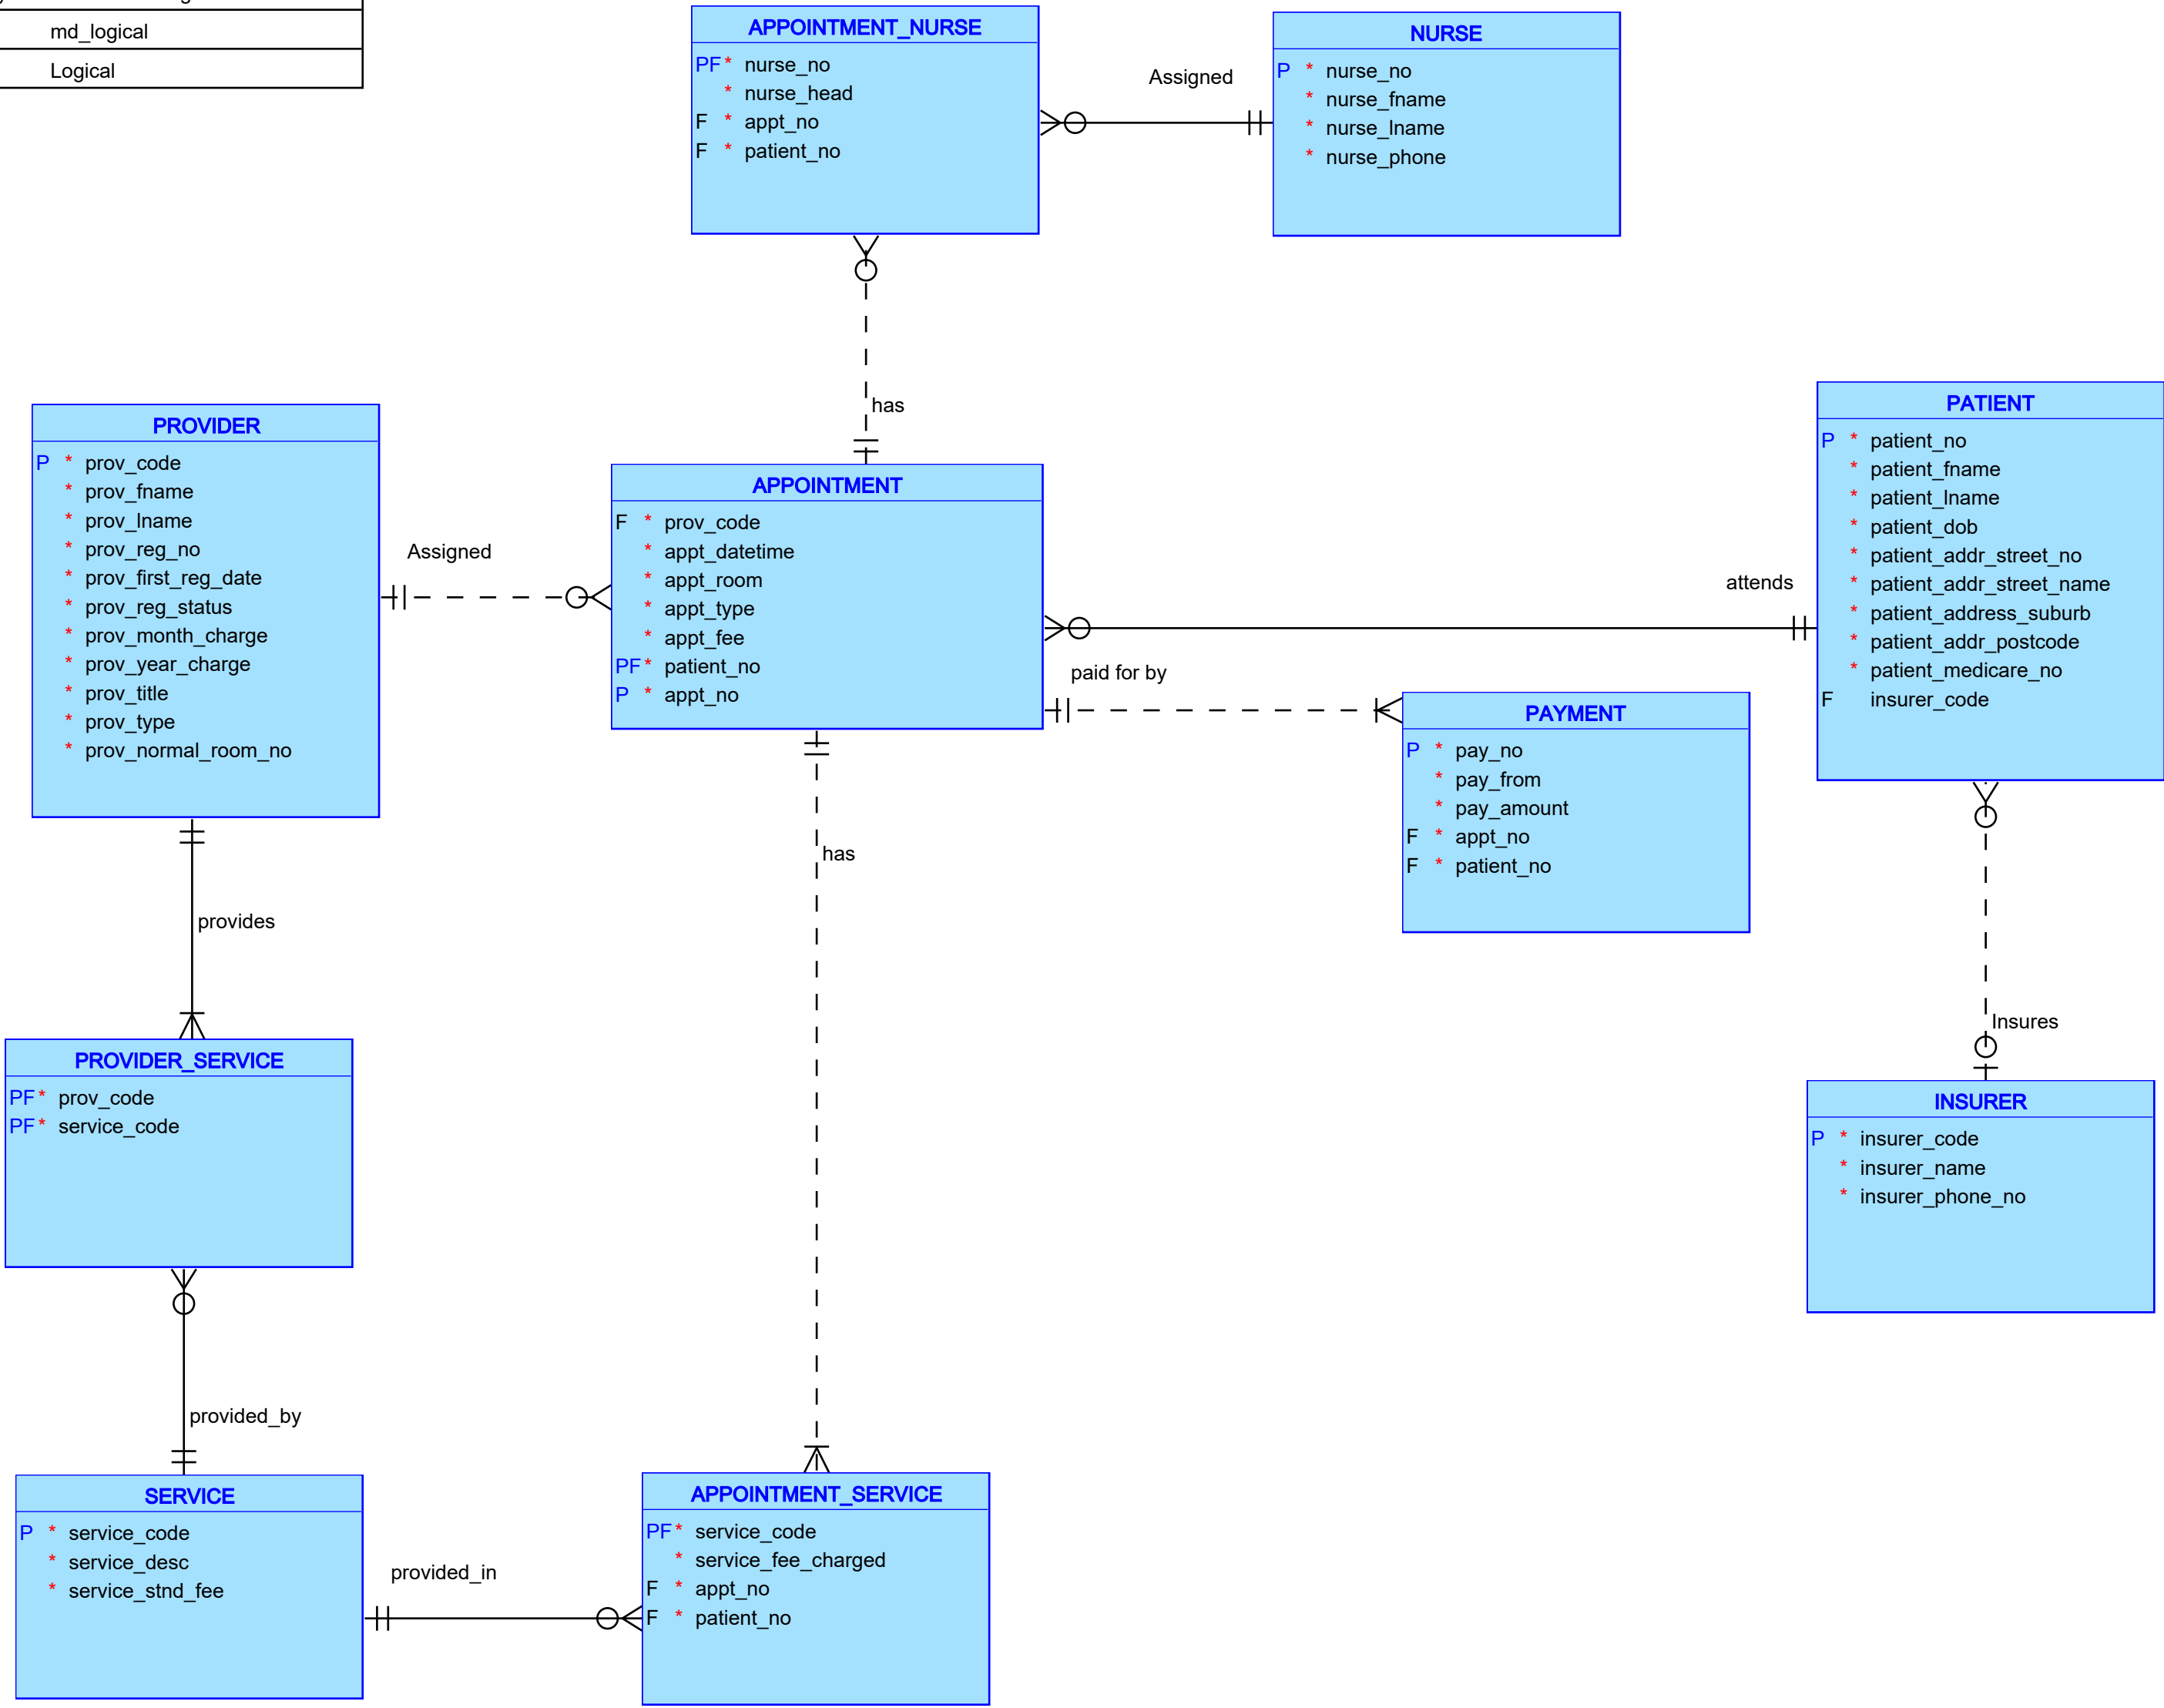 md_logical
Logical
APPOINTMENT_NURSE
PF * nurse_no
* nurse_head
F * appt_no
F * patient_no
Assigned
NURSE
P * nurse_no
* nurse_fname
* nurse_lname
* nurse_phone
has
PROVIDER
P * prov_code
* prov_fname
* prov_lname
* prov_reg_no
* prov_first_reg_date
* prov_reg_status
* prov_month_charge
* prov_year_charge
* prov_title
* prov_type
* prov_normal_room_no
Assigned
APPOINTMENT
F * prov_code
* appt_datetime
* appt_room
* appt_type
* appt_fee
PF * patient_no
P * appt_no
attends
PATIENT
P * patient_no
* patient_fname
* patient_lname
* patient_dob
* patient_addr_street_no
* patient_addr_street_name
* patient_address_suburb
* patient_addr_postcode
* patient_medicare_no
F insurer_code
paid for by
PAYMENT
P * pay_no
* pay_from
* pay_amount
F * appt_no
F * patient_no
has
provides
Insures
PROVIDER_SERVICE
PF * prov_code
PF * service_code
INSURER
P * insurer_code
* insurer_name
* insurer_phone_no
provided_by
SERVICE
P * service_code
* service_desc
* service_stnd_fee
provided_in
APPOINTMENT_SERVICE
PF * service_code
* service_fee_charged
F * appt_no
F * patient_no